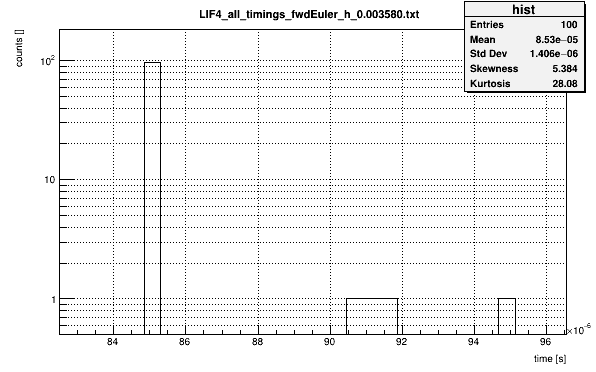 LIF4_all_timings_fwdEuler_h_0.003580.txt
hist
Entries 100
Mean 8.53e−05
Std Dev 1.406e−06
Skewness 5.384
Kurtosis 28.08
counts []
10²
10
1
84 86 88 90 92 94 96
×10⁻⁶
time [s]